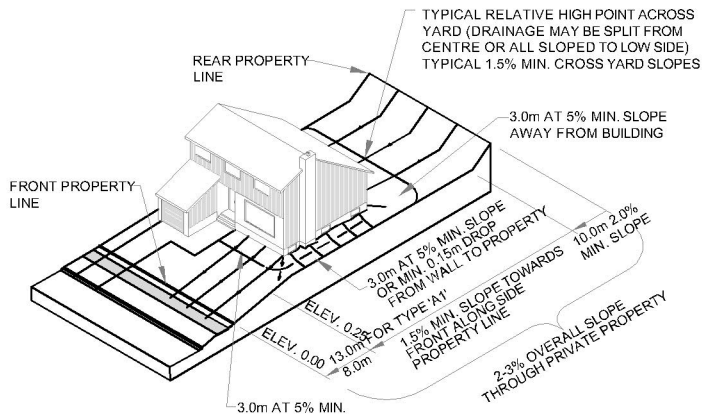 TYPICAL RELATIVE HIGH POINT ACROSS
YARD (DRAINAGE MAY BE SPLIT FROM
CENTRE OR ALL SLOPED TO LOW SIDE)
TYPICAL 1.5% MIN. CROSS YARD SLOPES
REAR PROPERTY
LINE
3.0m AT 5% MIN. SLOPE
AWAY FROM BUILDING
FRONT PROPERTY
LINE
3.0m AT 5% MIN. SLOPE
OR MIN. 0.15m DROP
FROM WALL TO PROPERTY
10.0m 2.0%
MIN. SLOPE
ELEV. 0.25
ELEV. 0.00
13.0m FOR TYPE 'A1'
8.0m
1.5% MIN. SLOPE TOWARDS
FRONT ALONG SIDE
PROPERTY LINE
2-3% OVERALL SLOPE
THROUGH PRIVATE PROPERTY
3.0m AT 5% MIN.